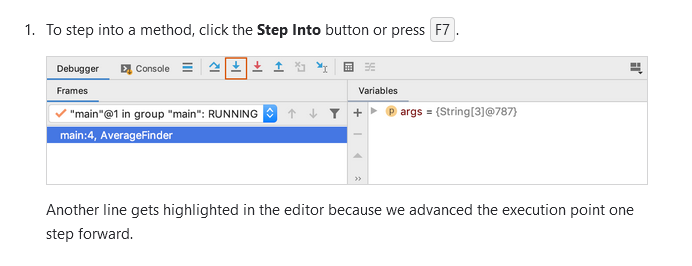 1. To step into a method, click the Step Into button or press F7.
Debugger Console
Frames Variables
"main"@1 in group "main": RUNNING
args = {String[3]@787}
main:4, AverageFinder
Another line gets highlighted in the editor because we advanced the execution point one
step forward.